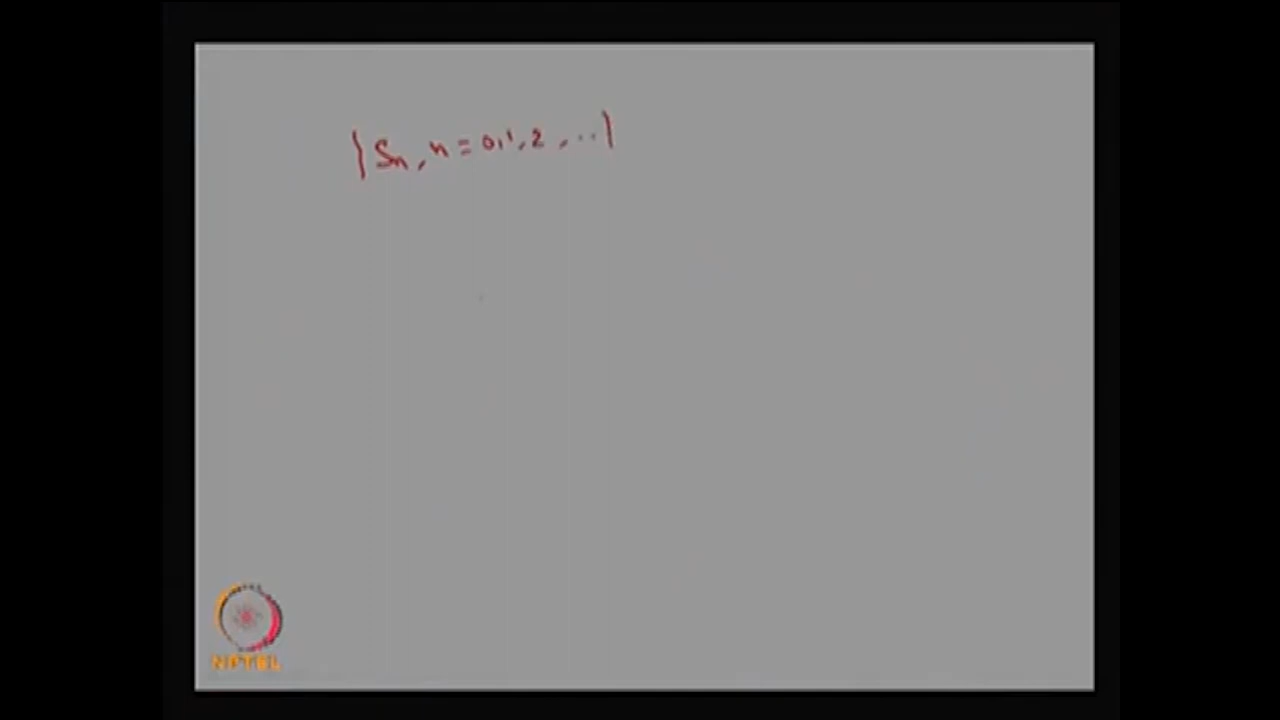 {Sn, n = 0,1,2,...}
NPTEL